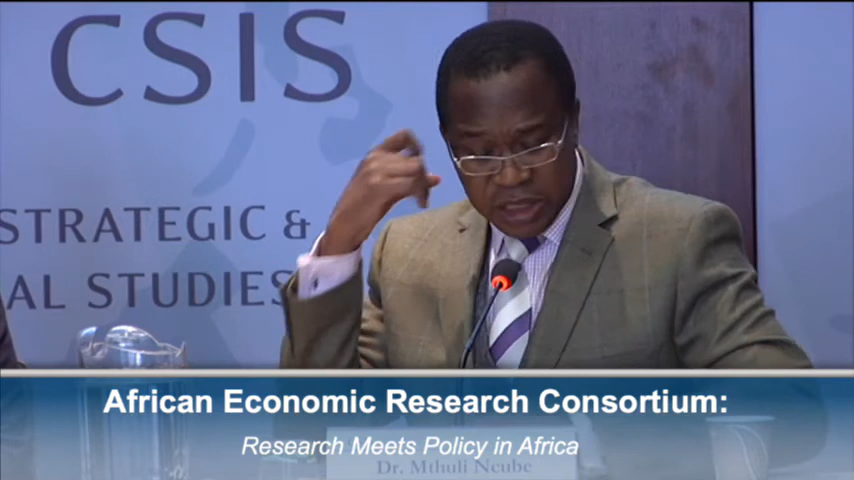 CSIS
STRATEGIC &
AL STUDIES
African Economic Research Consortium:
Research Meets Policy in Africa
Dr. Mthuli Ncube